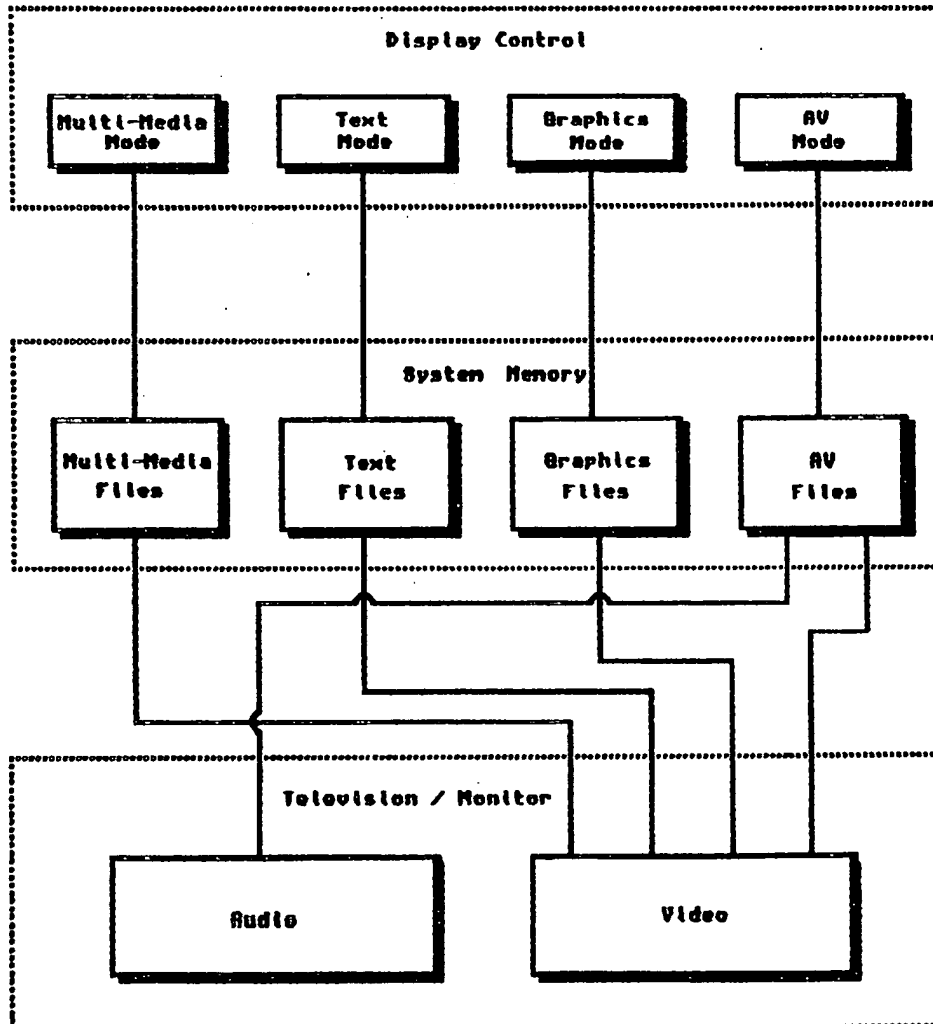 Display Control
Multi-Media
Mode
Text
Mode
Graphics
Mode
AV
Mode
System Memory
Multi-Media
Files
Text
Files
Graphics
Files
AV
Files
Television / Monitor
Audio
Video